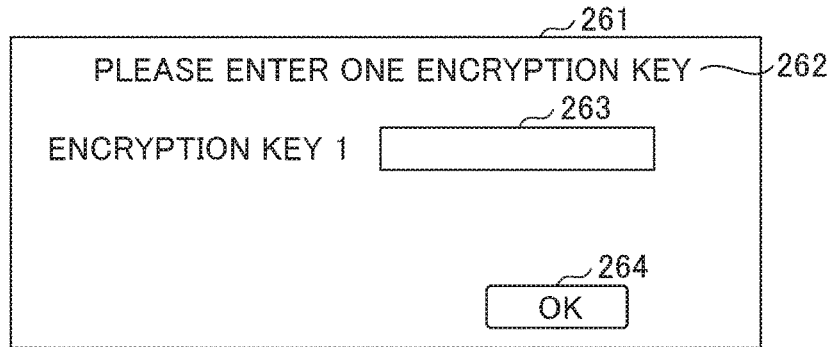 261
PLEASE ENTER ONE ENCRYPTION KEY 262
263
ENCRYPTION KEY 1
264
OK